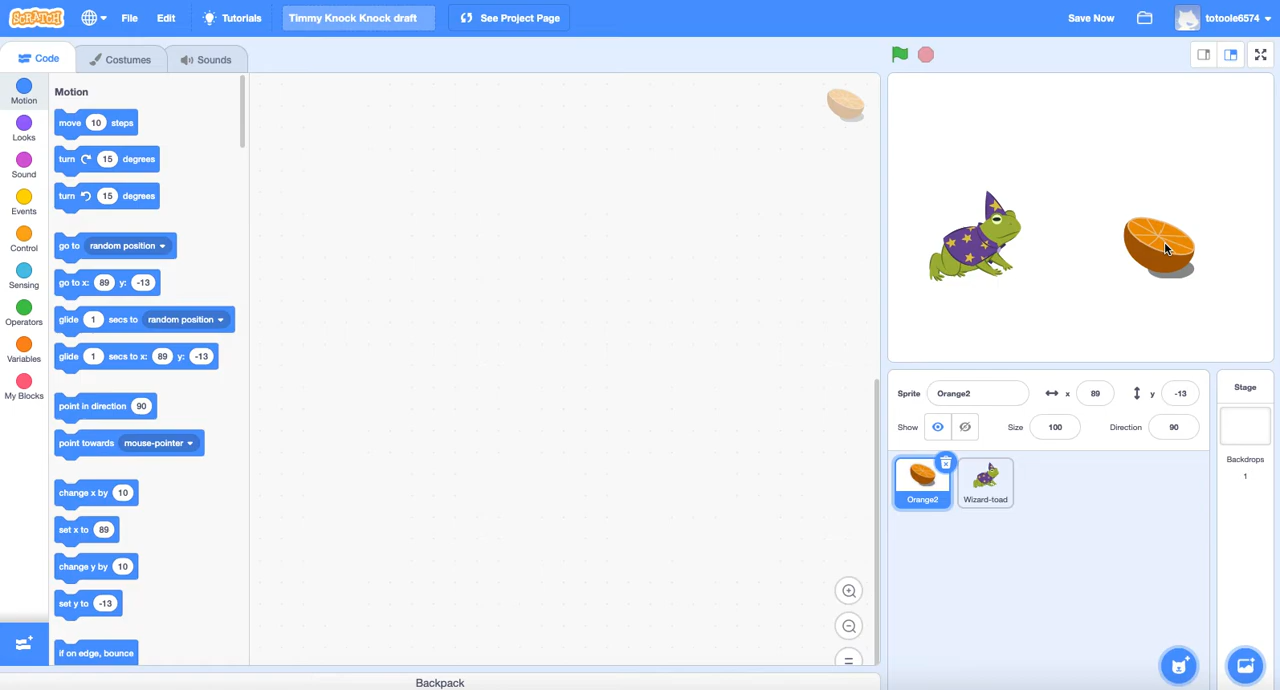 SCRATCH File Edit Tutorials Timmy Knock Knock draft See Project Page Save Now totoole6574
Code Costumes Sounds
Motion
Looks
Sound
Events
Control
Sensing
Operators
Variables
My Blocks
Motion
move 10 steps
turn 15 degrees
turn 15 degrees
go to random position
go to x: 89 y: -13
glide 1 secs to random position
glide 1 secs to x: 89 y: -13
point in direction 90
point towards mouse-pointer
change x by 10
set x to 89
change y by 10
set y to -13
if on edge, bounce
Sprite Orange2 x 89 y -13
Show Size 100 Direction 90
Orange2
Wizard-toad
Stage
Backdrops
1
Backpack